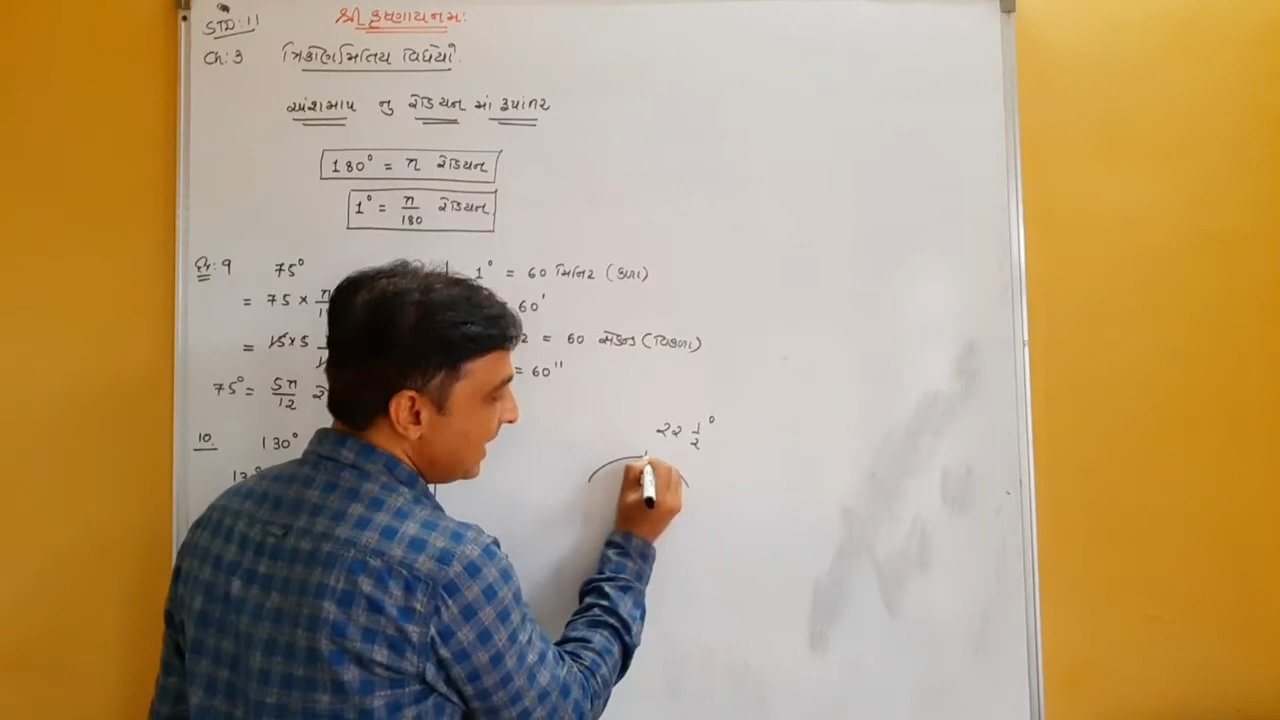 STD: 11
શ્રી કૃષ્ણાય નમઃ
Ch: 3 ત્રિકોણમિતિય વિધેયો.
અંશમાપ નુ રેડિયન માં રૂપાંતર
180° = π રેડિયન
1° = π/180 રેડિયન
75°
1° = 60 મિનિટ (કળા)
= 75 × π
= 60'
= 15×5
= 60 સેકન્ડ (વિકળા)
= 60''
75° = 5π/12
22 1/2°
10. 130°